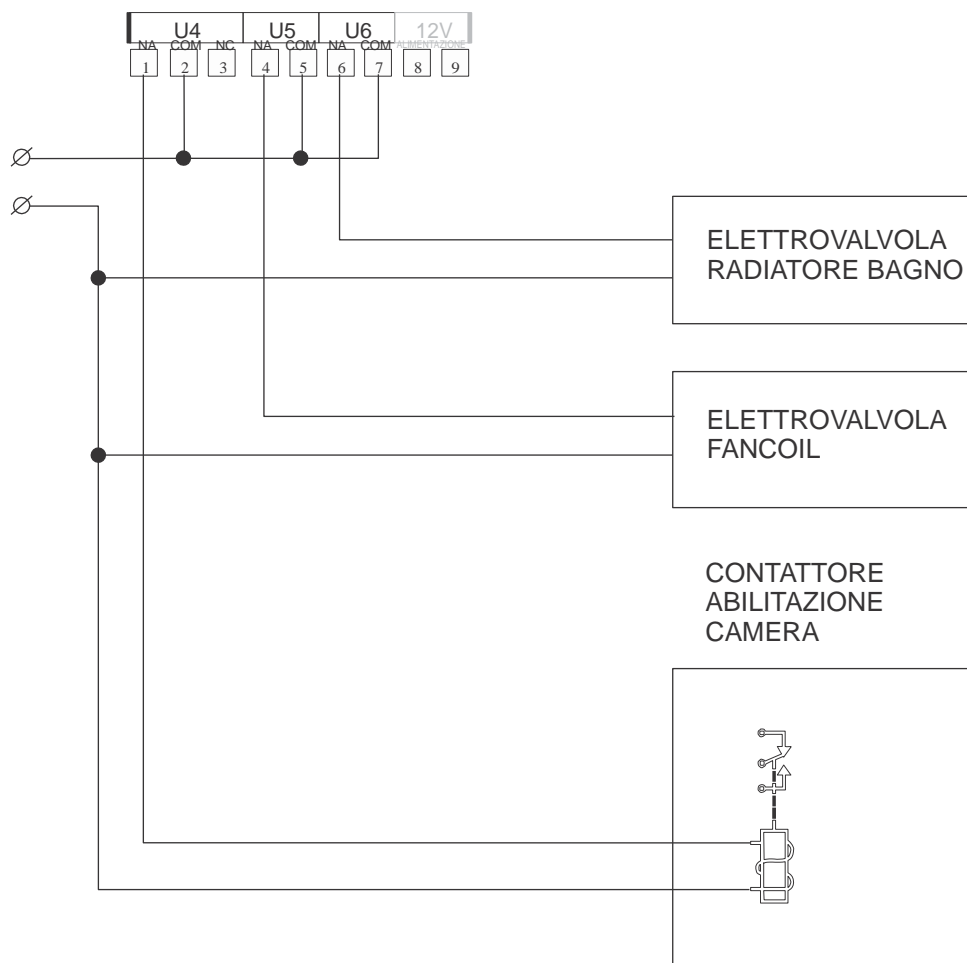 U4 U5 U6 12V
NA COM NC NA COM NA COM ALIMENTAZIONE
1 2 3 4 5 6 7 8 9
ELETTROVALVOLA
RADIATORE BAGNO
ELETTROVALVOLA
FANCOIL
CONTATTORE
ABILITAZIONE
CAMERA